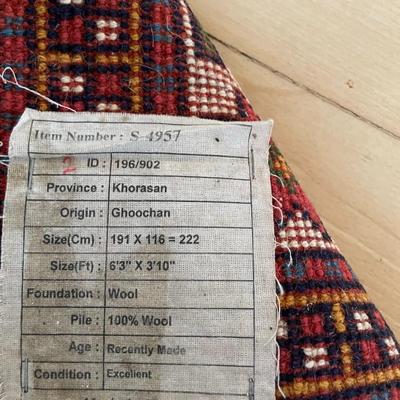 Item Number : S-4957
2 ID : 196/902
Province : Khorasan
Origin : Ghoochan
Size(Cm) : 191 X 116 = 222
Size(Ft) : 6'3" X 3'10"
Foundation : Wool
Pile : 100% Wool
Age : Recently Made
Condition : Excellent